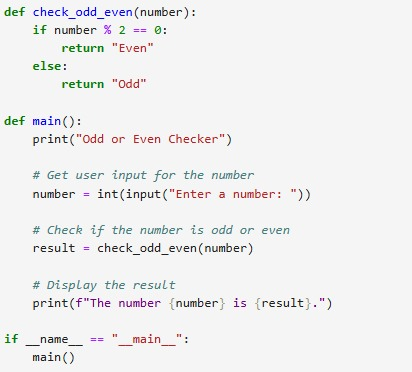 def check_odd_even(number):
    if number % 2 == 0:
        return "Even"
    else:
        return "Odd"

def main():
    print("Odd or Even Checker")

    # Get user input for the number
    number = int(input("Enter a number: "))

    # Check if the number is odd or even
    result = check_odd_even(number)

    # Display the result
    print(f"The number {number} is {result}.")

if __name__ == "__main__":
    main()